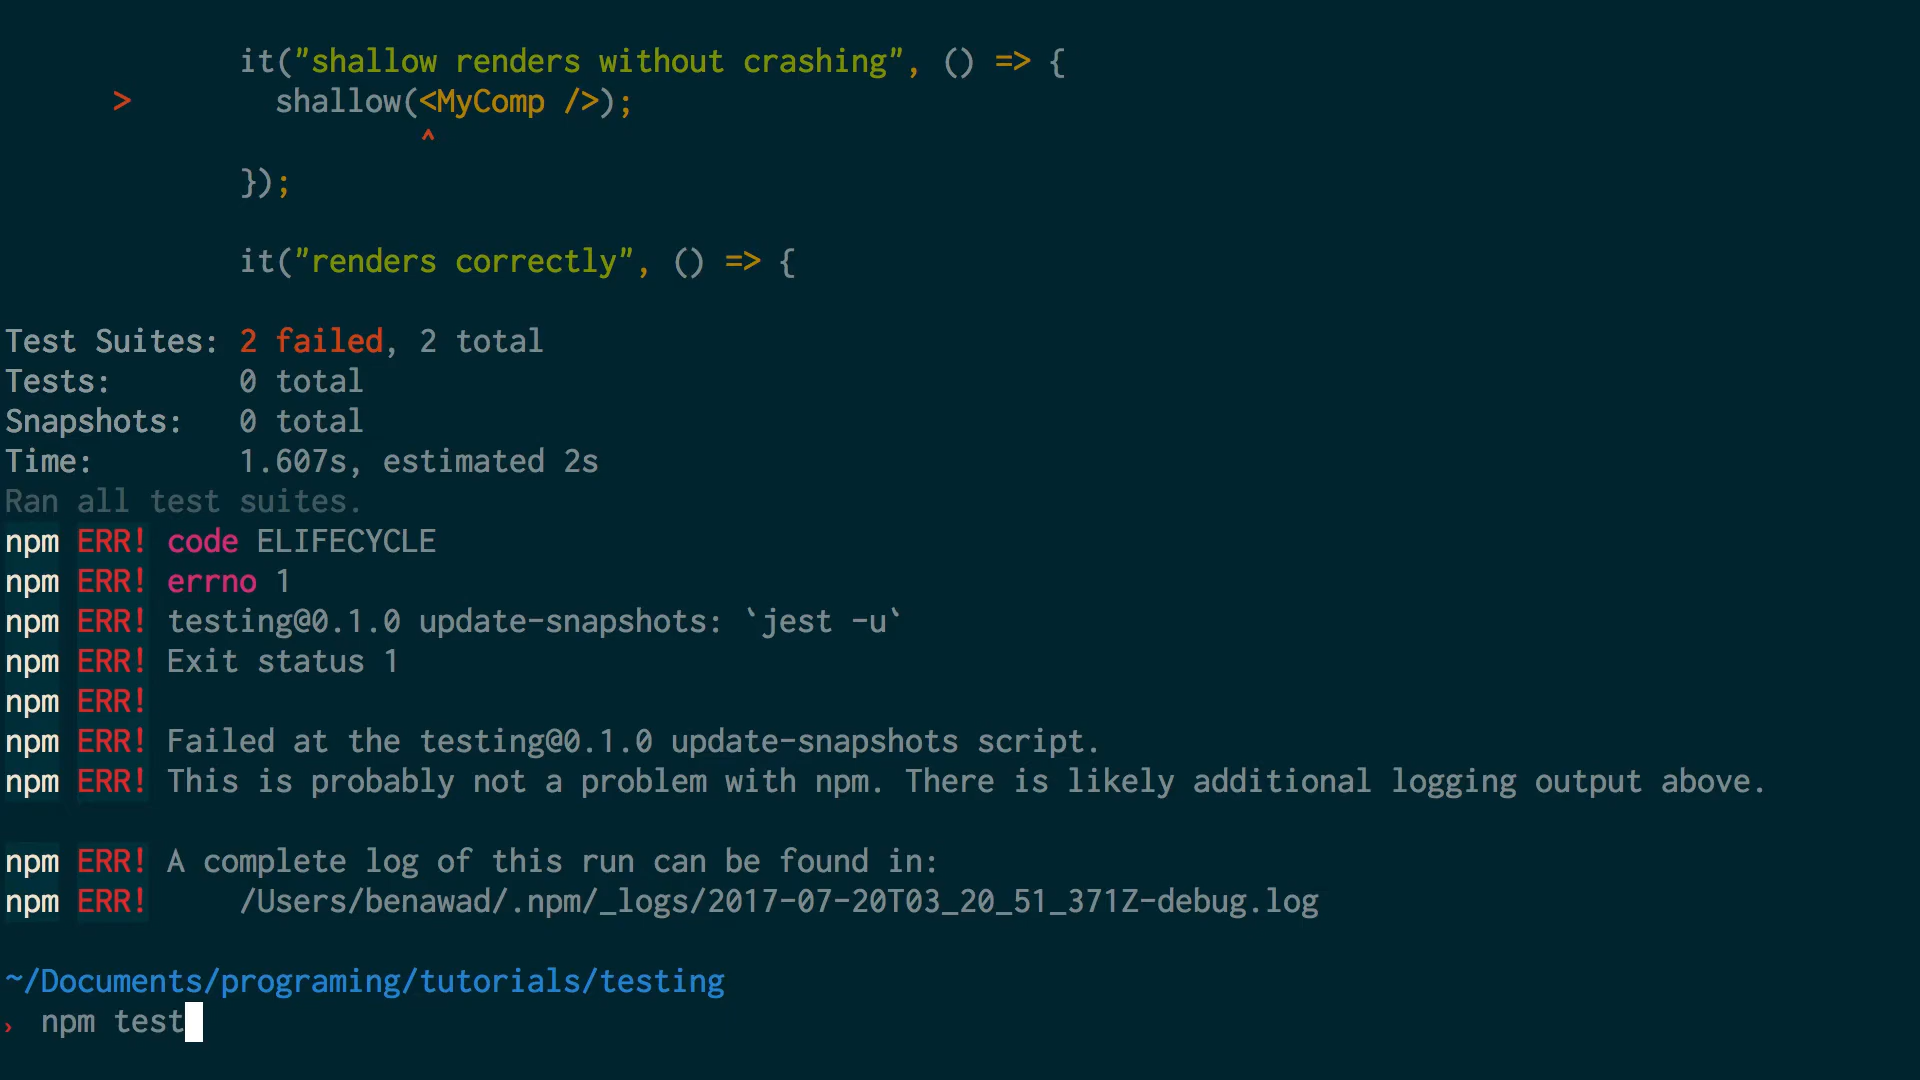 it("shallow renders without crashing", () => {
> shallow(<MyComp />);
^
});
it("renders correctly", () => {
Test Suites: 2 failed, 2 total
Tests: 0 total
Snapshots: 0 total
Time: 1.607s, estimated 2s
Ran all test suites.
npm ERR! code ELIFECYCLE
npm ERR! errno 1
npm ERR! testing@0.1.0 update-snapshots: `jest -u`
npm ERR! Exit status 1
npm ERR!
npm ERR! Failed at the testing@0.1.0 update-snapshots script.
npm ERR! This is probably not a problem with npm. There is likely additional logging output above.
npm ERR! A complete log of this run can be found in:
npm ERR! /Users/benawad/.npm/_logs/2017-07-20T03_20_51_371Z-debug.log
~/Documents/programing/tutorials/testing
› npm test